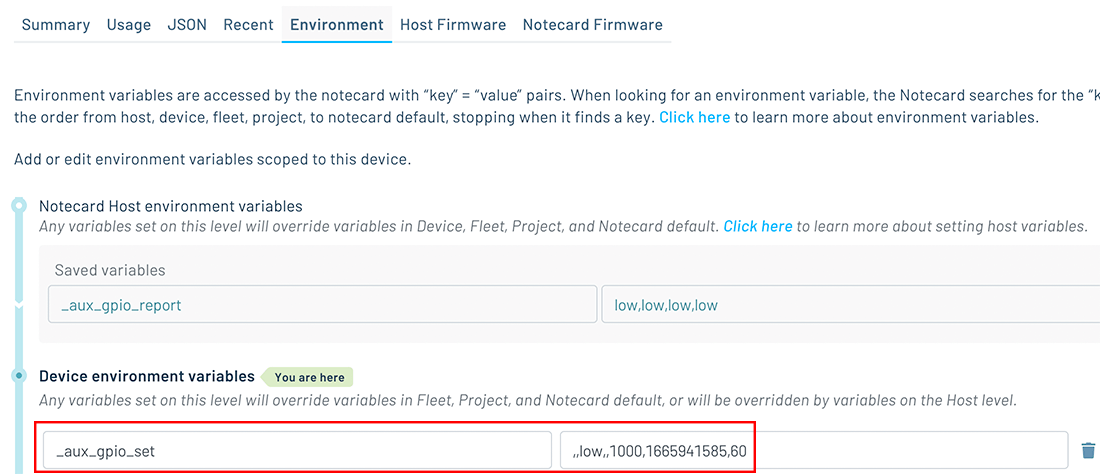 Summary Usage JSON Recent Environment Host Firmware Notecard Firmware
Environment variables are accessed by the notecard with “key” = “value” pairs. When looking for an environment variable, the Notecard searches for the “k
the order from host, device, fleet, project, to notecard default, stopping when it finds a key. Click here to learn more about environment variables.
Add or edit environment variables scoped to this device.
Notecard Host environment variables
Any variables set on this level will override variables in Device, Fleet, Project, and Notecard default. Click here to learn more about setting host variables.
Saved variables
_aux_gpio_report low,low,low,low
Device environment variables You are here
Any variables set on this level will override variables in Fleet, Project, and Notecard default, or will be overridden by variables on the Host level.
_aux_gpio_set ,,low,,1000,1665941585,60